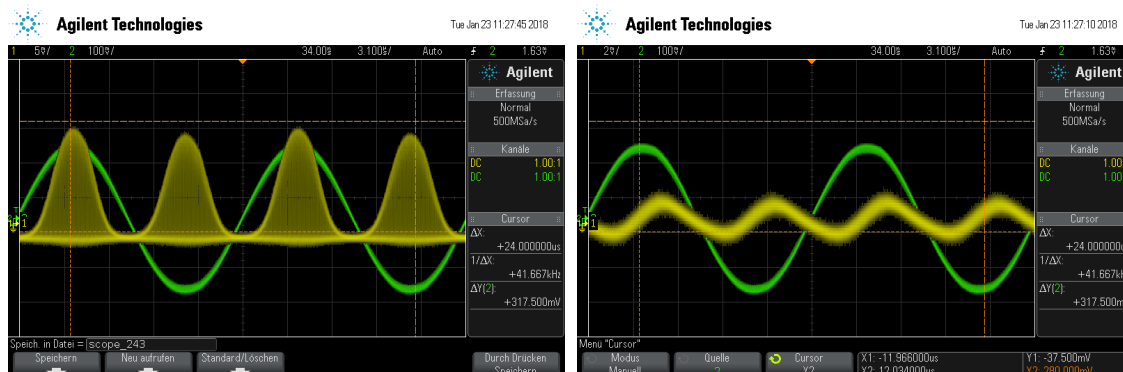 Agilent Technologies
Tue Jan 23 11:27:45 2018
1 5V/ 2 100V/ 34.00s 3.100s/ Auto 2 1.63V
Agilent
Erfassung
Normal
500MSa/s
Kanäle
DC 1.00:1
DC 1.00:1
Cursor
ΔX:
+24.000000us
1/ΔX:
+41.667kHz
ΔY(2):
+317.500mV
Speich. in Datei = scope_243
Speichern Neu aufrufen Standard/Löschen Durch Drücken
Speichern
Agilent Technologies
Tue Jan 23 11:27:10 2018
1 2V/ 2 100V/ 34.00s 3.100s/ Auto 2 1.63V
Agilent
Erfassung
Normal
500MSa/s
Kanäle
DC 1.00
DC 1.00
Cursor
ΔX:
+24.000000u
1/ΔX:
+41.667k
ΔY(2):
+317.500m
Menü "Cursor"
Modus Quelle Cursor X1: -11.966000us Y1: -37.500mV
Manuell 2 Y2 X2: 12.034000us Y2: 280.000mV